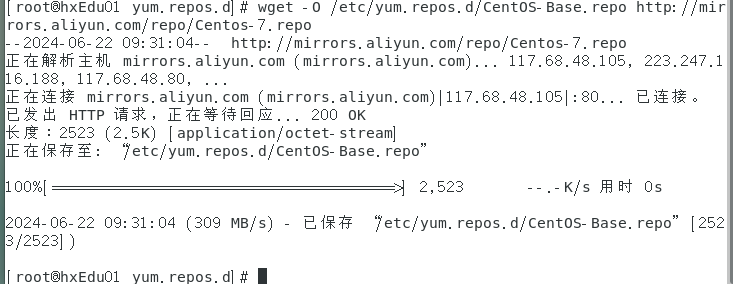 [root@hxEdu01 yum.repos.d]# wget -O /etc/yum.repos.d/CentOS-Base.repo http://mir
rors.aliyun.com/repo/Centos-7.repo
--2024-06-22 09:31:04--  http://mirrors.aliyun.com/repo/Centos-7.repo
正在解析主机 mirrors.aliyun.com (mirrors.aliyun.com)... 117.68.48.105, 223.247.1
16.188, 117.68.48.80, ...
正在连接 mirrors.aliyun.com (mirrors.aliyun.com)|117.68.48.105|:80... 已连接。
已发出 HTTP 请求，正在等待回应... 200 OK
长度：2523 (2.5K) [application/octet-stream]
正在保存至: “/etc/yum.repos.d/CentOS-Base.repo”
100%[======================================>] 2,523       --.-K/s 用时 0s
2024-06-22 09:31:04 (309 MB/s) - 已保存 “/etc/yum.repos.d/CentOS-Base.repo” [252
3/2523])
[root@hxEdu01 yum.repos.d]#